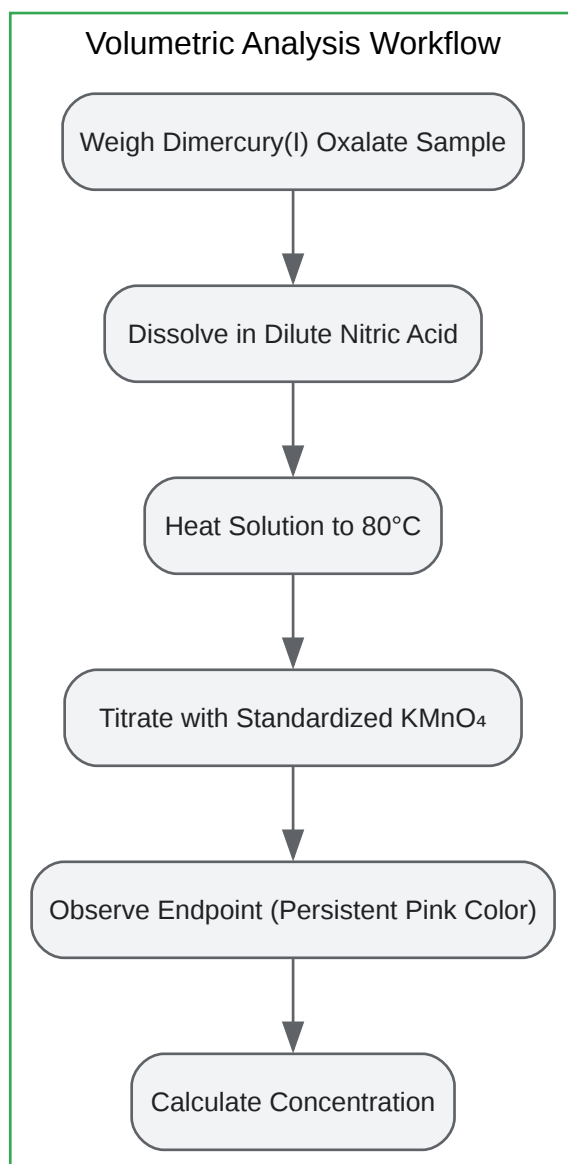 Volumetric Analysis Workflow
Weigh Dimercury(I) Oxalate Sample
Dissolve in Dilute Nitric Acid
Heat Solution to 80°C
Titrate with Standardized KMnO₄
Observe Endpoint (Persistent Pink Color)
Calculate Concentration